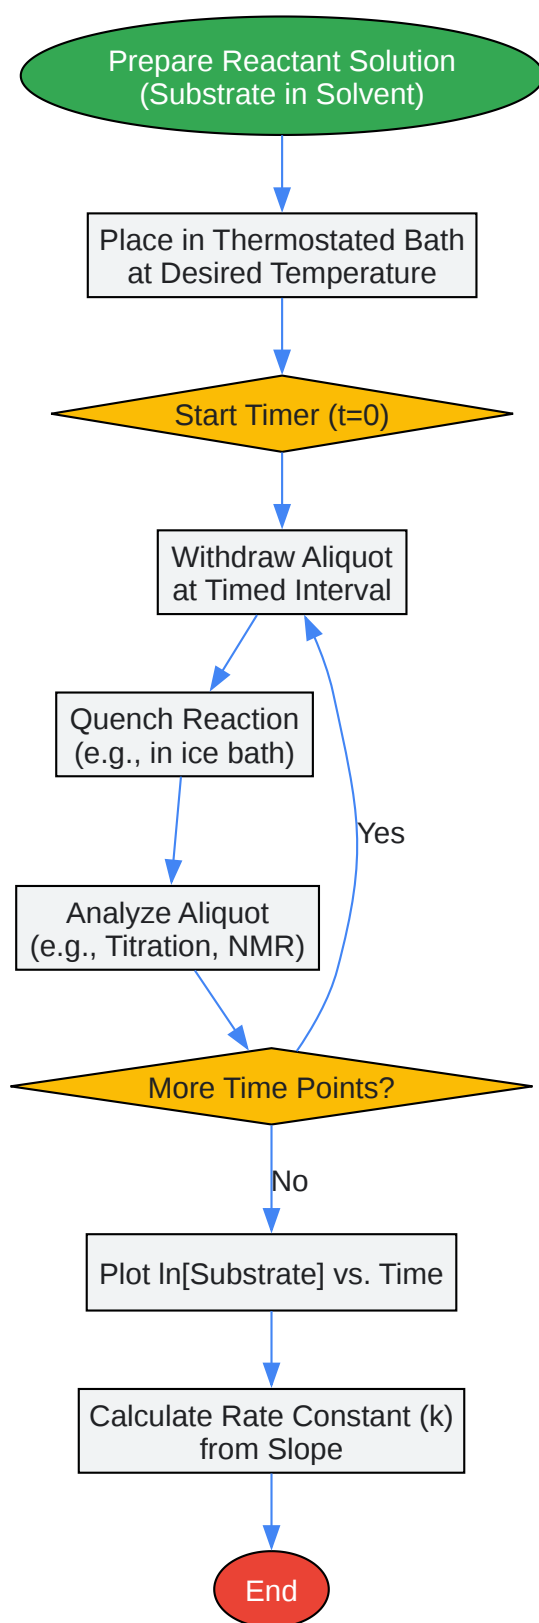 Prepare Reactant Solution
(Substrate in Solvent)
Place in Thermostated Bath
at Desired Temperature
Start Timer (t=0)
Withdraw Aliquot
at Timed Interval
Quench Reaction
(e.g., in ice bath)
Yes
Analyze Aliquot
(e.g., Titration, NMR)
More Time Points?
No
Plot ln[Substrate] vs. Time
Calculate Rate Constant (k)
from Slope
End